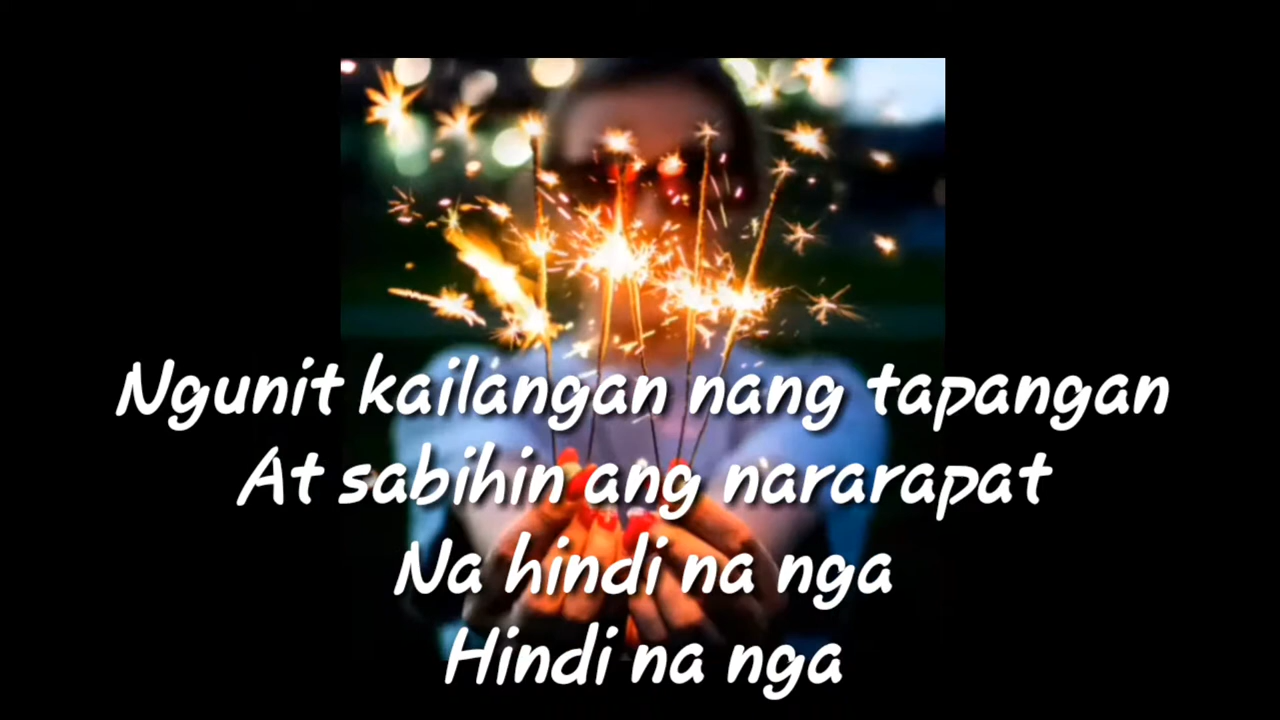 Ngunit kailangan nang tapangan
At sabihin ang nararapat
Na hindi na nga
Hindi na nga